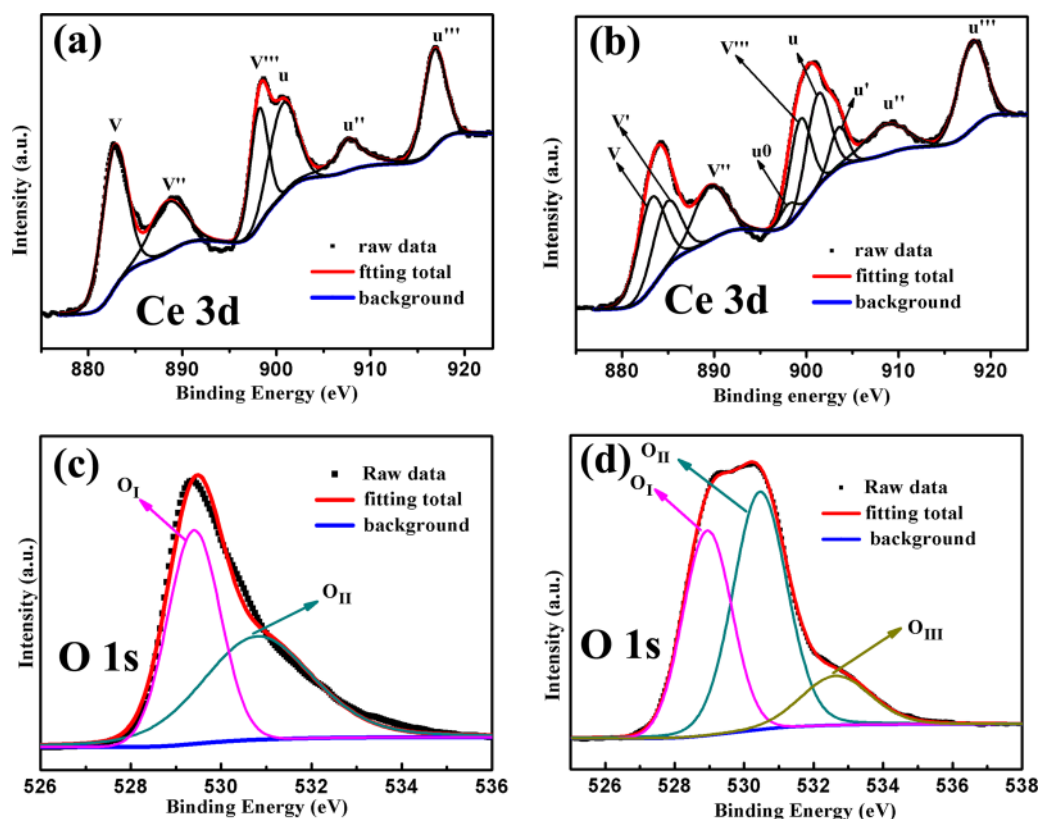 (a)
V
V''
V'''
u
u''
u'''
raw data
ftting total
background
Ce 3d
Intensity (a.u.)
880 890 900 910 920
Binding Energy (eV)
(b)
V
V'
V''
V'''
u
u0
u'
u''
u'''
raw data
fitting total
background
Ce 3d
Intensity (a.u.)
880 890 900 910 920
Binding energy (eV)
(c)
OI
OII
Raw data
fitting total
background
O 1s
Intensity (a.u.)
526 528 530 532 534 536
Binding Energy (eV)
(d)
OII
OI
OIII
Raw data
fitting total
background
O 1s
Intensity (a.u.)
526 528 530 532 534 536 538
Binding Energy (eV)